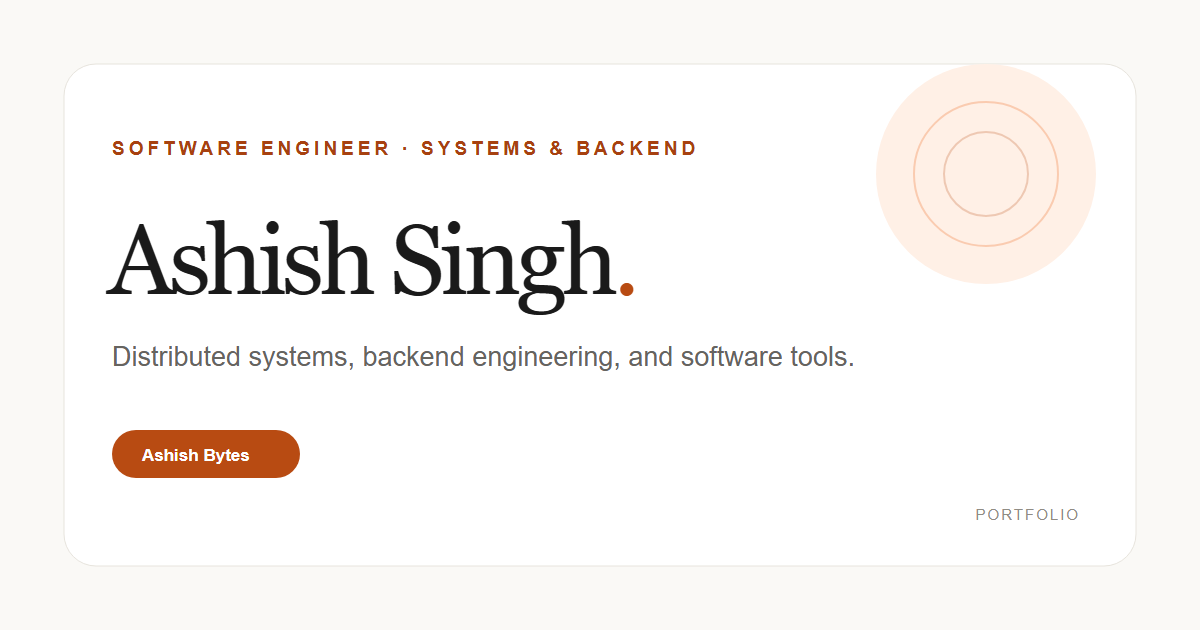 SOFTWARE ENGINEER · SYSTEMS & BACKEND
Ashish Singh.
Distributed systems, backend engineering, and software tools.
Ashish Bytes
PORTFOLIO